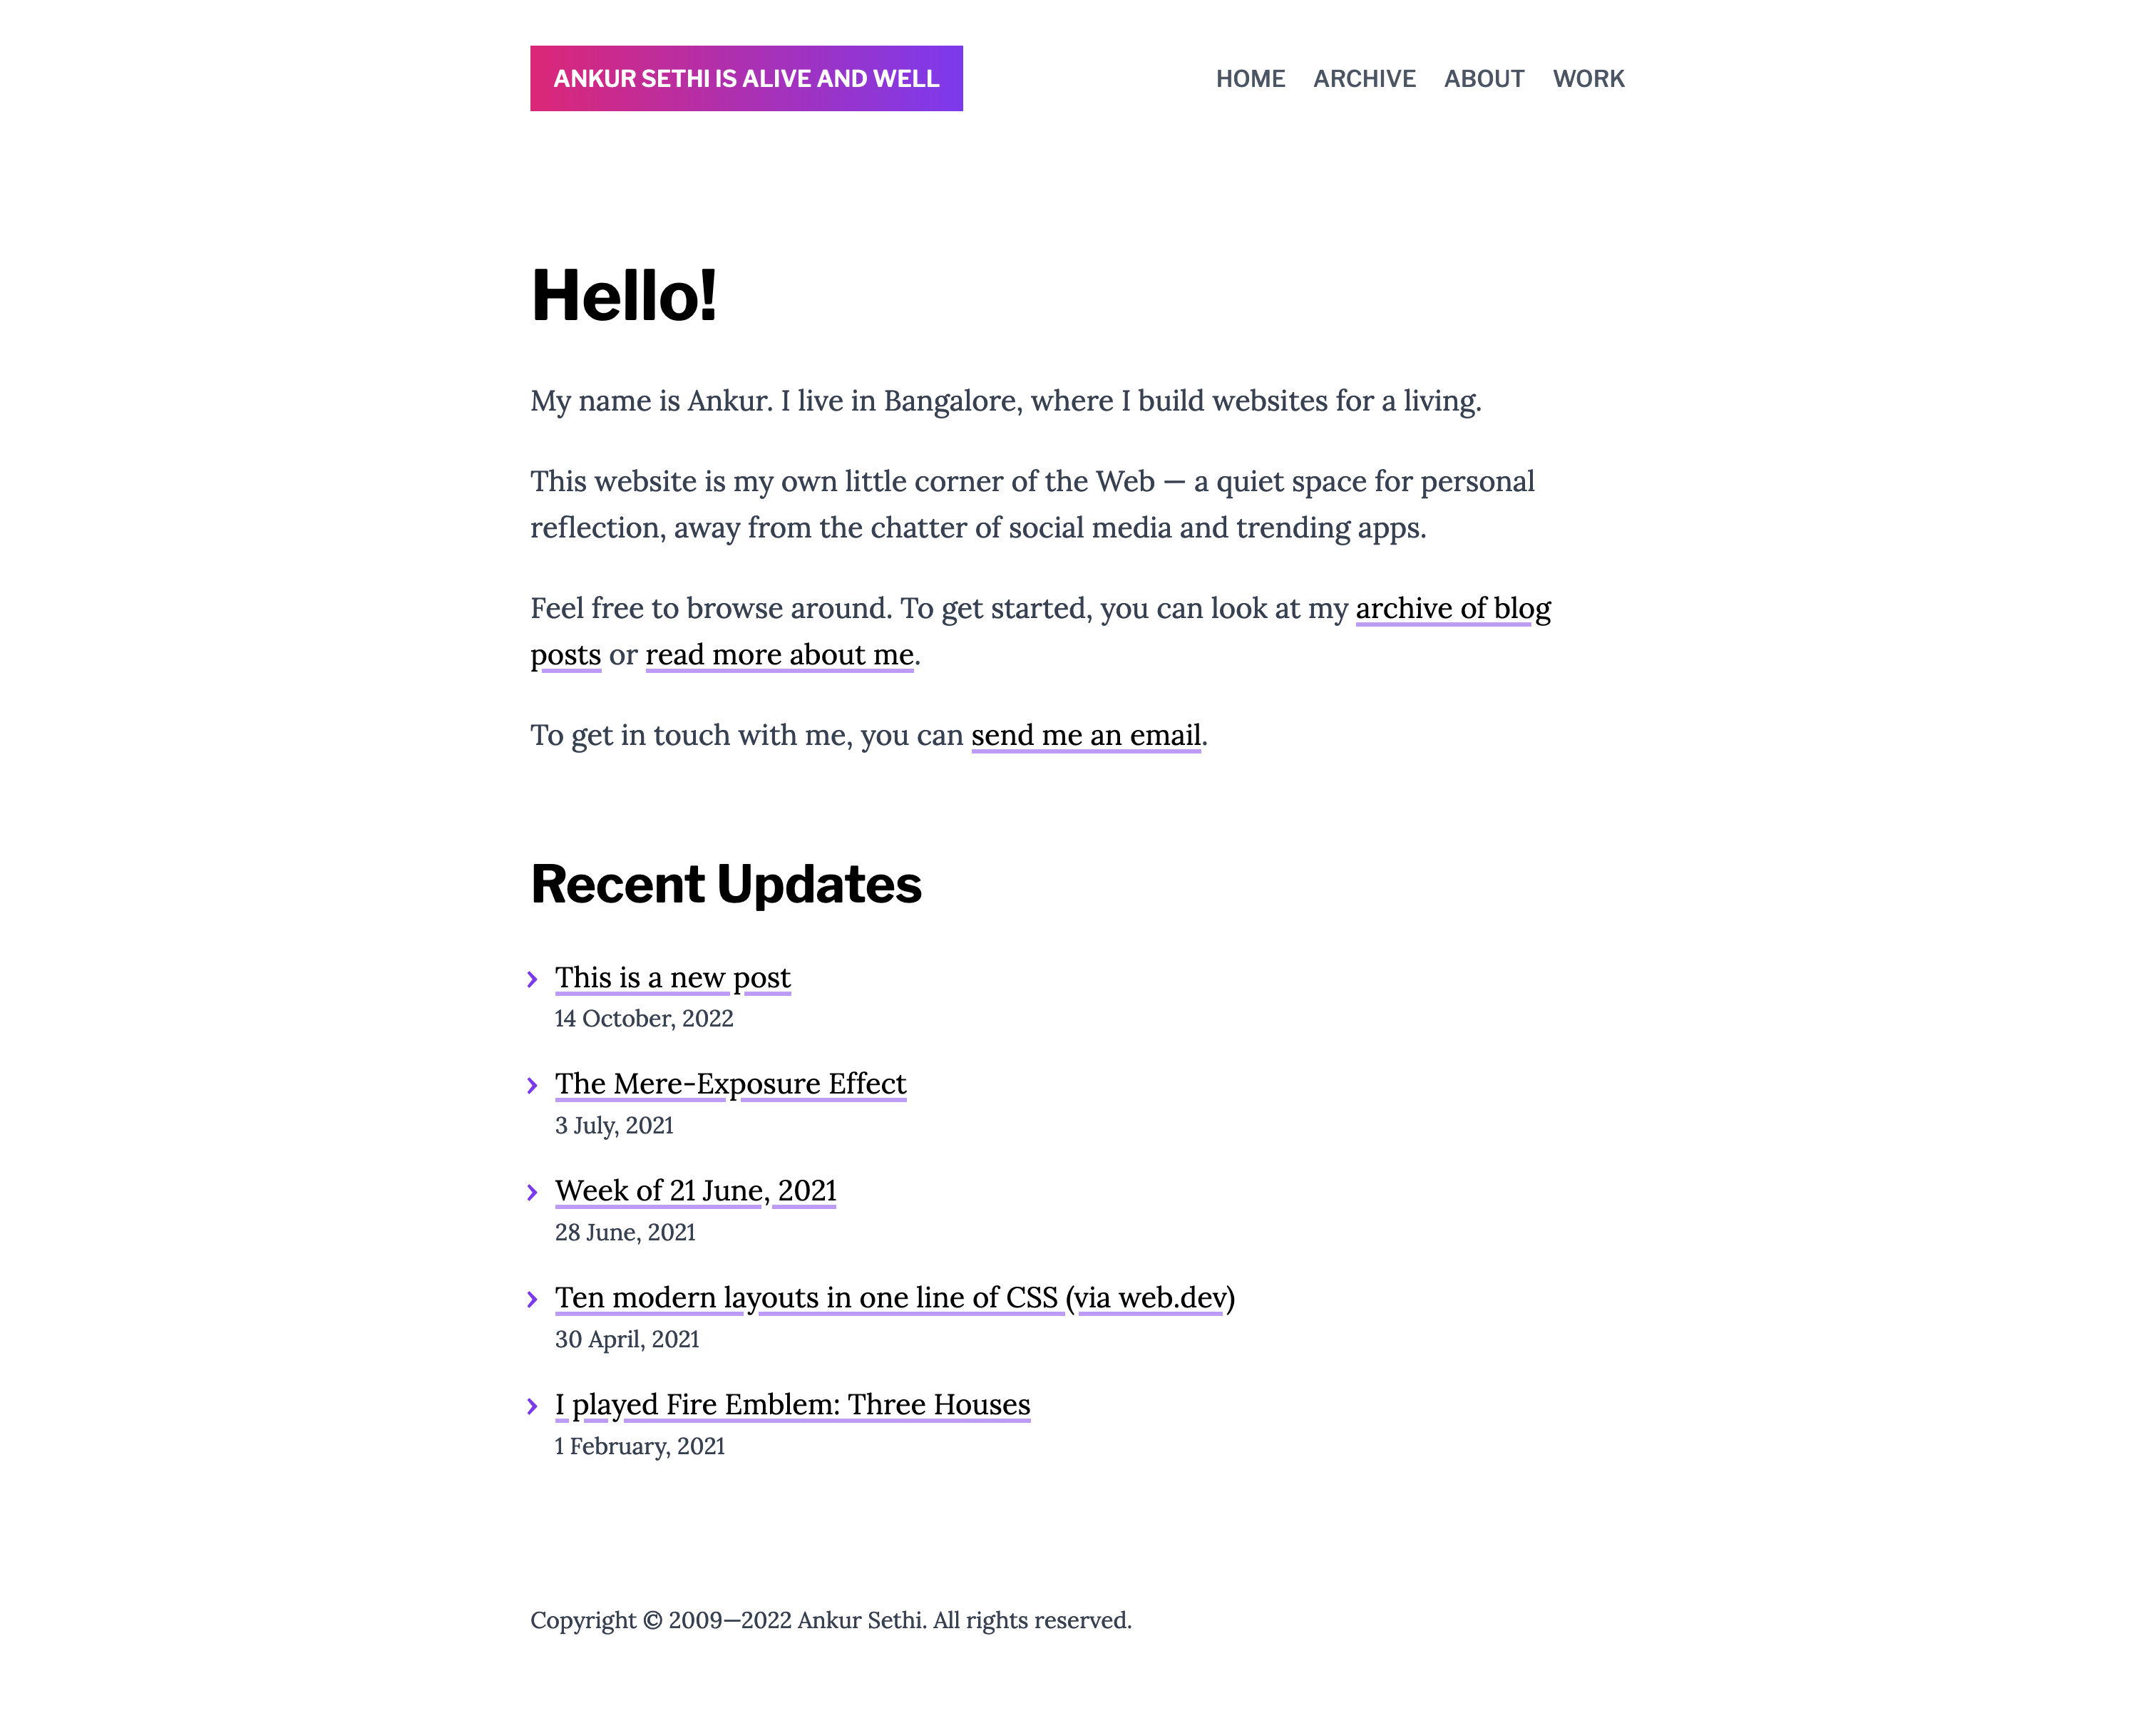 ANKUR SETHI IS ALIVE AND WELL
HOME ARCHIVE ABOUT WORK
Hello!
My name is Ankur. I live in Bangalore, where I build websites for a living.
This website is my own little corner of the Web — a quiet space for personal
reflection, away from the chatter of social media and trending apps.
Feel free to browse around. To get started, you can look at my archive of blog
posts or read more about me.
To get in touch with me, you can send me an email.
Recent Updates
› This is a new post
14 October, 2022
› The Mere-Exposure Effect
3 July, 2021
› Week of 21 June, 2021
28 June, 2021
› Ten modern layouts in one line of CSS (via web.dev)
30 April, 2021
› I played Fire Emblem: Three Houses
1 February, 2021
Copyright © 2009—2022 Ankur Sethi. All rights reserved.